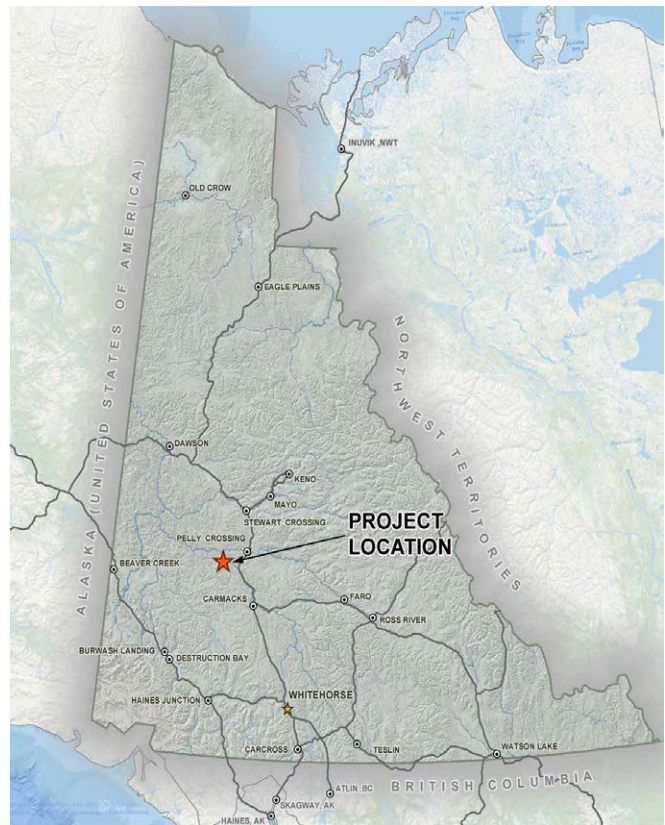 INUVIK ,NWT
OLD CROW
ALASKA (UNITED STATES OF AMERICA)
EAGLE PLAINS
NORTHWEST TERRITORIES
DAWSON
KENO
MAYO
STEWART CROSSING
PROJECT
LOCATION
PELLY CROSSING
BEAVER CREEK
CARMACKS
FARO
ROSS RIVER
BURWASH LANDING
DESTRUCTION BAY
HAINES JUNCTION
WHITEHORSE
CARCROSS
TESLIN
WATSON LAKE
BRITISH COLUMBIA
ATLIN, BC
SKAGWAY, AK
HAINES, AK